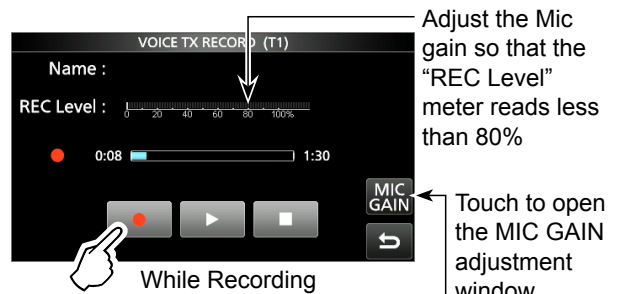 VOICE TX RECORD (T1)
Name :
REC Level :
0 20 40 60 80 100%
0:08 1:30
MIC
GAIN
While Recording
Adjust the Mic
gain so that the
“REC Level”
meter reads less
than 80%
Touch to open
the MIC GAIN
adjustment
window